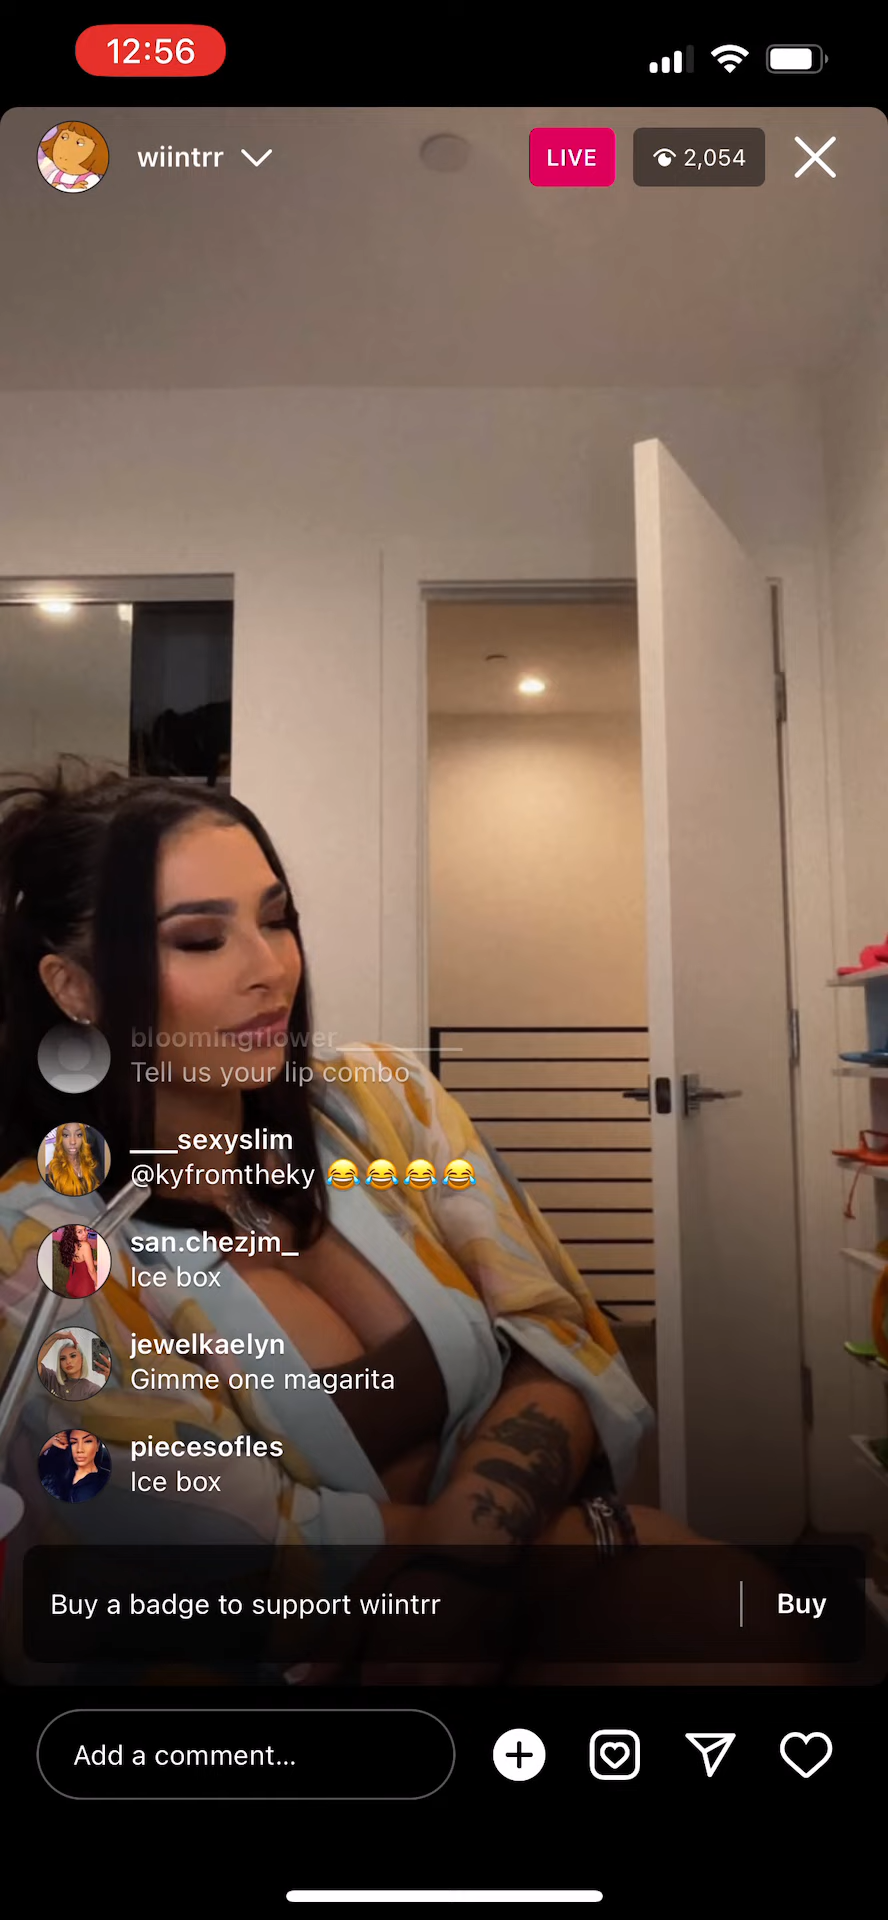 12:56
wiintrr
LIVE
2,054
bloomingflower________
Tell us your lip combo
___sexyslim
@kyfromtheky 😂😂😂😂
san.chezjm_
Ice box
jewelkaelyn
Gimme one magarita
piecesofles
Ice box
Buy a badge to support wiintrr
Buy
Add a comment...